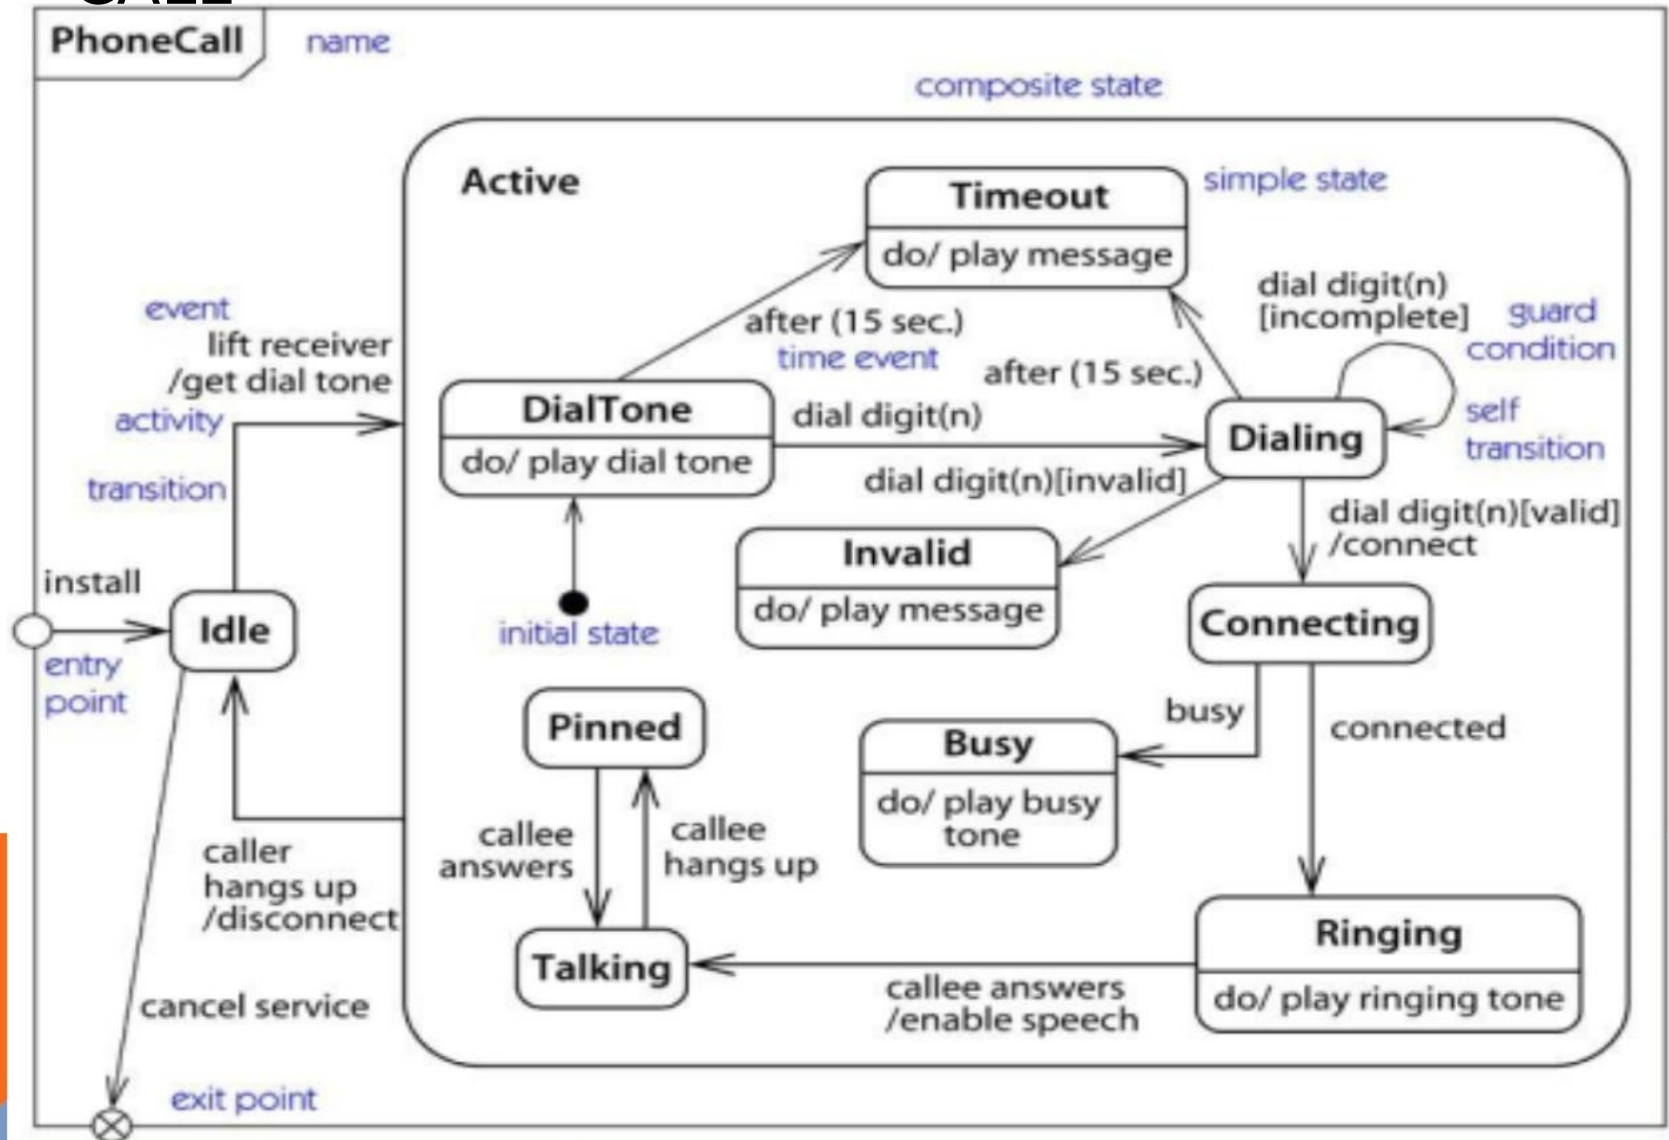 CALL
PhoneCall
name
composite state
Active
Timeout
do/ play message
simple state
after (15 sec.)
time event
after (15 sec.)
dial digit(n)
[incomplete]
guard
condition
self
transition
event
lift receiver
/get dial tone
activity
transition
DialTone
do/ play dial tone
dial digit(n)
Dialing
dial digit(n)[invalid]
dial digit(n)[valid]
/connect
Invalid
do/ play message
initial state
install
Idle
entry
point
Connecting
Pinned
busy
connected
Busy
do/ play busy
tone
callee
answers
callee
hangs up
caller
hangs up
/disconnect
Talking
callee answers
/enable speech
Ringing
do/ play ringing tone
cancel service
exit point